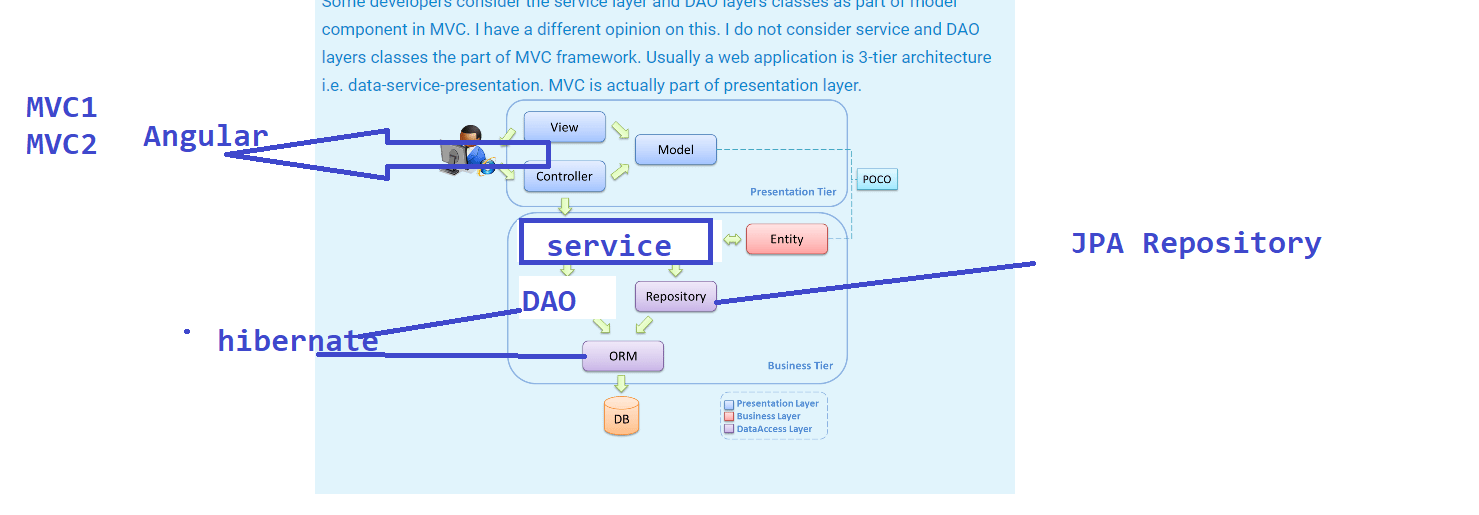 Some developers consider the service layer and DAO layers classes as part of model
component in MVC. I have a different opinion on this. I do not consider service and DAO
layers classes the part of MVC framework. Usually a web application is 3-tier architecture
i.e. data-service-presentation. MVC is actually part of presentation layer.
MVC1
MVC2
Angular
View
Model
Controller
POCO
Presentation Tier
service
Entity
JPA Repository
DAO
Repository
hibernate
ORM
Business Tier
Presentation Layer
Business Layer
DataAccess Layer
DB